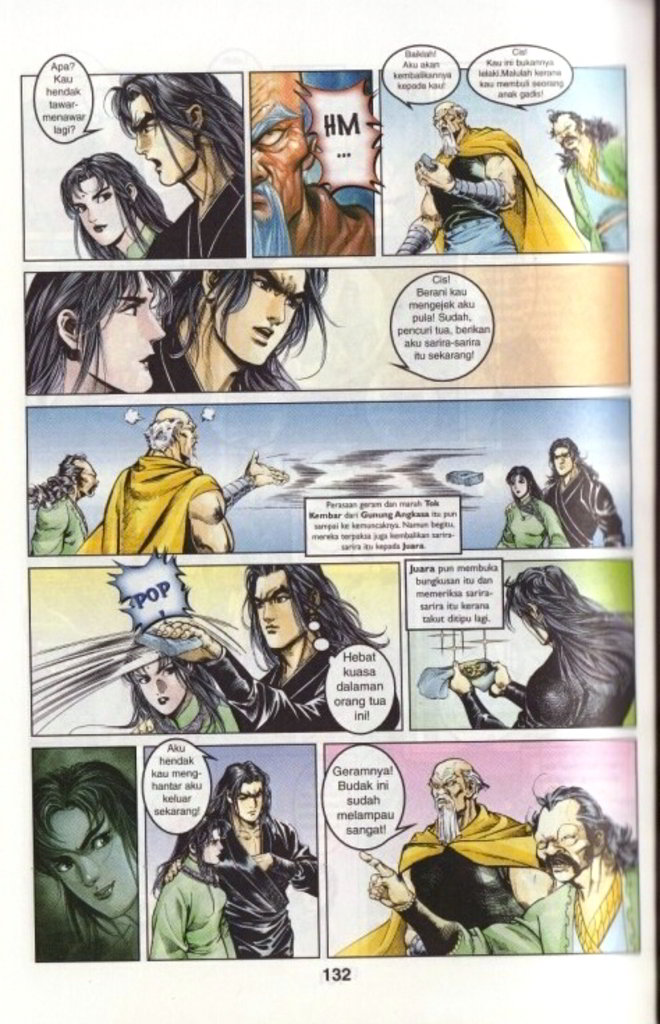 Apa?
Kau
hendak
tawar-
menawar
lagi?
HM
...
Baiklah!
Aku akan
kembalikannya
kepada kau!
Cis!
Kau ini bukannya
lelaki.Malulah kerana
kau membuli seorang
anak gadis!
Cis!
Berani kau
mengejek aku
pula! Sudah,
pencuri tua, berikan
aku sarira-sarira
itu sekarang!
Perasaan geram dan marah Tok
Kembar dari Gunung Angkasa itu pun
sampai ke kemuncaknya. Namun begitu,
mereka terpaksa juga kembalikan sarira-
sarira itu kepada Juara.
POP
!
Hebat
kuasa
dalaman
orang tua
ini!
Juara pun membuka
bungkusan itu dan
memeriksa sarira-
sarira itu kerana
takut ditipu lagi.
Aku
hendak
kau meng-
hantar aku
keluar
sekarang!
Geramnya!
Budak ini
sudah
melampau
sangat!
132